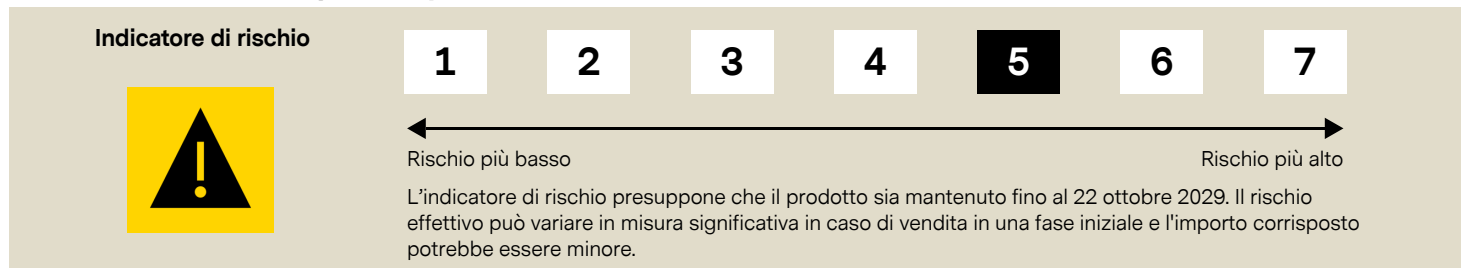 Indicatore di rischio
1 2 3 4 5 6 7
Rischio più basso Rischio più alto
L'indicatore di rischio presuppone che il prodotto sia mantenuto fino al 22 ottobre 2029. Il rischio
effettivo può variare in misura significativa in caso di vendita in una fase iniziale e l'importo corrisposto
potrebbe essere minore.